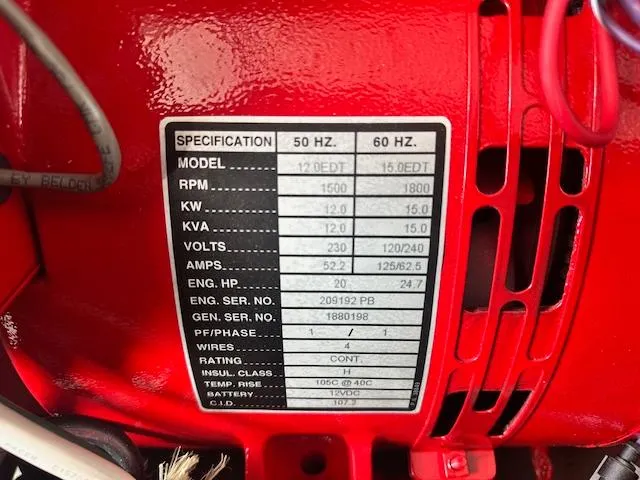 SPECIFICATION 50 HZ. 60 HZ.
MODEL 12.0EDT 15.0EDT
RPM 1500 1800
KW 12.0 15.0
KVA 12.0 15.0
VOLTS 230 120/240
AMPS 52.2 125/62.5
ENG. HP 20 24.7
ENG. SER. NO. 209192 PB
GEN. SER. NO. 1880198
PF/PHASE 1 / 1
WIRES 4
RATING CONT.
INSUL. CLASS H
TEMP. RISE 105C @ 40C
BATTERY 12VDC
C.I.D. 107.3
EY BELDEN